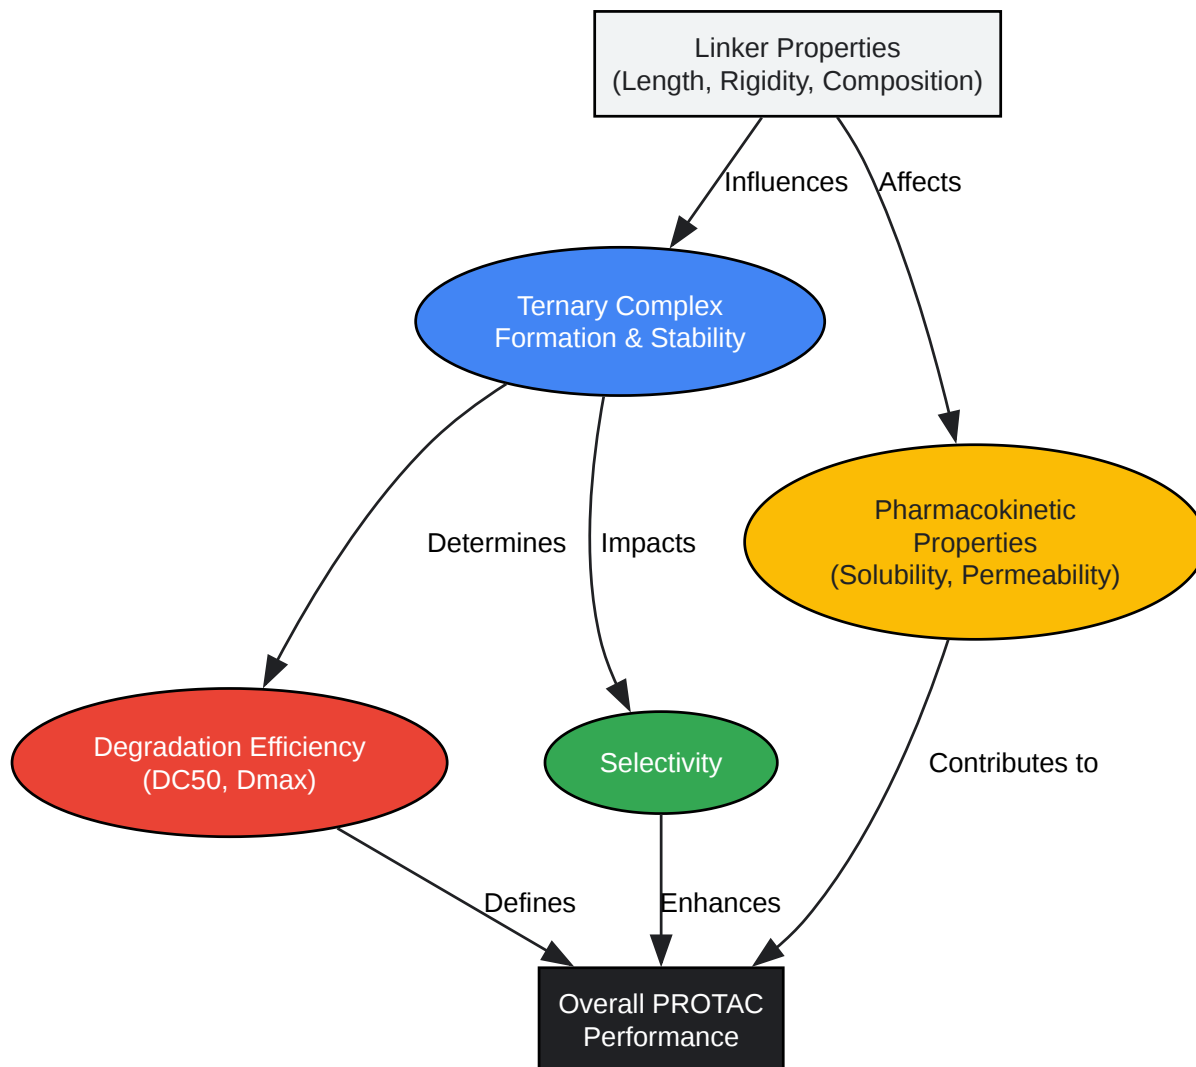 Linker Properties
(Length, Rigidity, Composition)
Influences
Affects
Ternary Complex
Formation & Stability
Pharmacokinetic
Properties
(Solubility, Permeability)
Determines
Impacts
Degradation Efficiency
(DC50, Dmax)
Selectivity
Contributes to
Defines
Enhances
Overall PROTAC
Performance